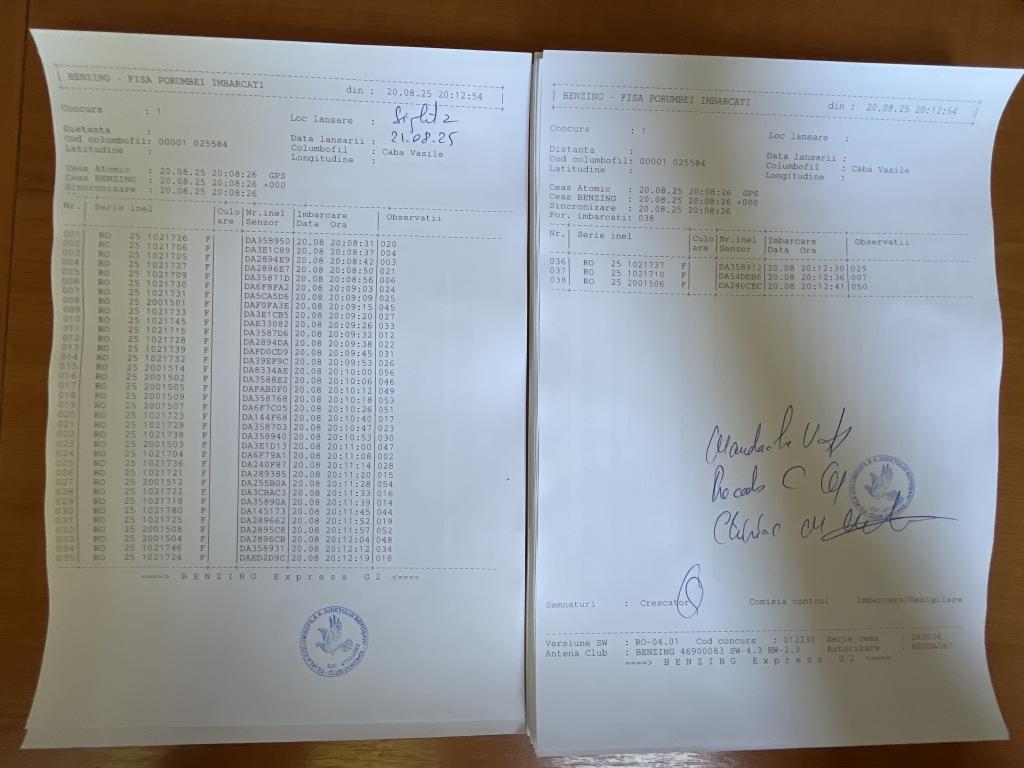 BENZING - FISA PORUMBEI IMBARCATI din : 20.08.25 20:12:54
Concurs : 1 Loc lansare :
Distanta : Data lansarii : 21.08.25
Cod columbofil: 00001 025584 Columbofil : Caba Vasile
Latitudine : Longitudine :
Ceas Atomic : 20.08.25 20:08:26 GPS
Ceas BENZING : 20.08.25 20:08:26 +000
Sincronizare : 20.08.25 20:08:26
Nr. Serie inel Culo Nr.inel Imbarcare Observatii
are Senzor Data Ora
001 RO 25 1021726 F DA358950 20.08 20:08:31 020
002 RO 25 1021706 F DA3E1C89 20.08 20:08:37 004
003 RO 25 1021705 F DA2894E9 20.08 20:08:42 003
004 RO 25 1021727 F DA2896E7 20.08 20:08:50 021
005 RO 25 1021709 F DA35871D 20.08 20:08:56 006
006 RO 25 1021730 F DA6F8FA2 20.08 20:09:03 024
007 RO 25 1021731 F DA5CA5D6 20.08 20:09:09 025
008 RO 25 2001501 F DAF0FA3E 20.08 20:09:15 045
009 RO 25 1021733 F DA3E1CB5 20.08 20:09:20 027
010 RO 25 1021745 F DAE33082 20.08 20:09:26 033
011 RO 25 1021715 F DA3587D6 20.08 20:09:32 012
012 RO 25 1021728 F DA2894DA 20.08 20:09:38 022
013 RO 25 1021739 F DAFD0CD9 20.08 20:09:45 031
014 RO 25 1021732 F DA39EF9C 20.08 20:09:53 026
015 RO 25 2001514 F DA8334AE 20.08 20:10:00 056
016 RO 25 2001502 F DA3588E2 20.08 20:10:06 046
017 RO 25 2001505 F DAFAB0F0 20.08 20:10:12 049
018 RO 25 2001509 F DA358768 20.08 20:10:18 053
019 RO 25 2001507 F DA6F7C05 20.08 20:10:26 051
020 RO 25 1021723 F DA144F68 20.08 20:10:40 017
021 RO 25 1021729 F DA358703 20.08 20:10:47 023
022 RO 25 1021738 F DA358940 20.08 20:10:53 030
023 RO 25 2001503 F DA3E1D13 20.08 20:11:00 047
024 RO 25 1021704 F DA6F79A1 20.08 20:11:08 002
025 RO 25 1021736 F DA240F87 20.08 20:11:14 028
026 RO 25 1021721 F DA289385 20.08 20:11:20 015
027 RO 25 2001512 F DA255B0A 20.08 20:11:28 054
028 RO 25 1021722 F DA3CBAC3 20.08 20:11:33 016
029 RO 25 1021718 F DA35890A 20.08 20:11:39 014
030 RO 25 1021780 F DA145173 20.08 20:11:45 044
031 RO 25 1021725 F DA289662 20.08 20:11:52 019
032 RO 25 2001508 F DA2895C8 20.08 20:11:57 052
033 RO 25 2001504 F DA2896CB 20.08 20:12:04 048
034 RO 25 1021746 F DA358931 20.08 20:12:12 034
035 RO 25 1021724 F DAED2D9C 20.08 20:12:19 018
====> B E N Z I N G E x p r e s s G 2 <====
BENZING - FISA PORUMBEI IMBARCATI din : 20.08.25 20:12:54
Concurs : 1 Loc lansare :
Distanta : Data lansarii :
Cod columbofil: 00001 025584 Columbofil : Caba Vasile
Latitudine : Longitudine :
Ceas Atomic : 20.08.25 20:08:26 GPS
Ceas BENZING : 20.08.25 20:08:26 +000
Sincronizare : 20.08.25 20:08:26
Por. imbarcati: 038
Nr. Serie inel Culo Nr.inel Imbarcare Observatii
are Senzor Data Ora
036 RO 25 1021737 F DA358912 20.08 20:12:30 029
037 RO 25 1021710 F DA54DDB6 20.08 20:12:36 007
038 RO 25 2001506 F DA240CEC 20.08 20:12:41 050
Semnaturi : Crescator Comisia control Imbarcare/Desigilare
Versiune SW : RO-04.01 Cod concurs : 012230 Serie ceas : 242024
Antena Club : BENZING 46900083 SW-4.3 HW-2.3 Autorizare :
====> B E N Z I N G E x p r e s s G 2 <====